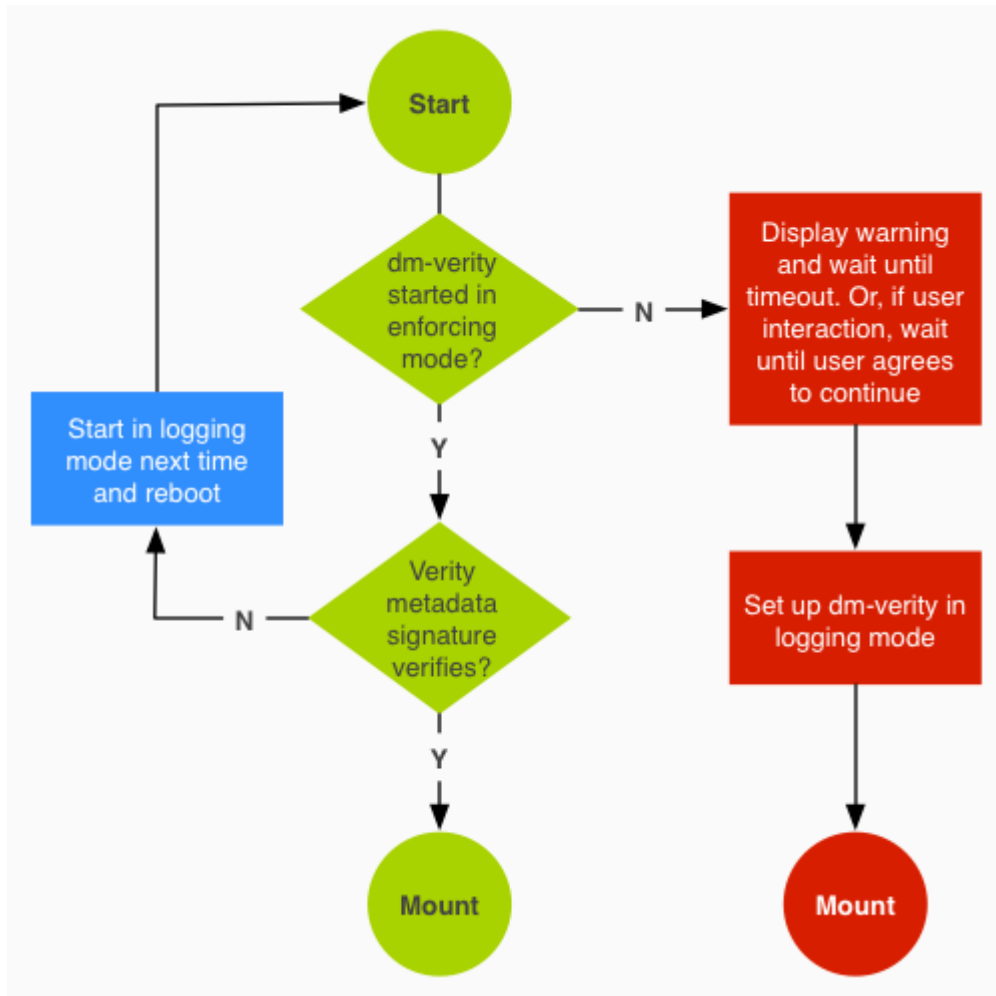 Start
dm-verity
started in
enforcing
mode?
N
Display warning
and wait until
timeout. Or, if user
interaction, wait
until user agrees
to continue
Y
Start in logging
mode next time
and reboot
Verity
metadata
signature
verifies?
N
Set up dm-verity in
logging mode
Y
Mount
Mount